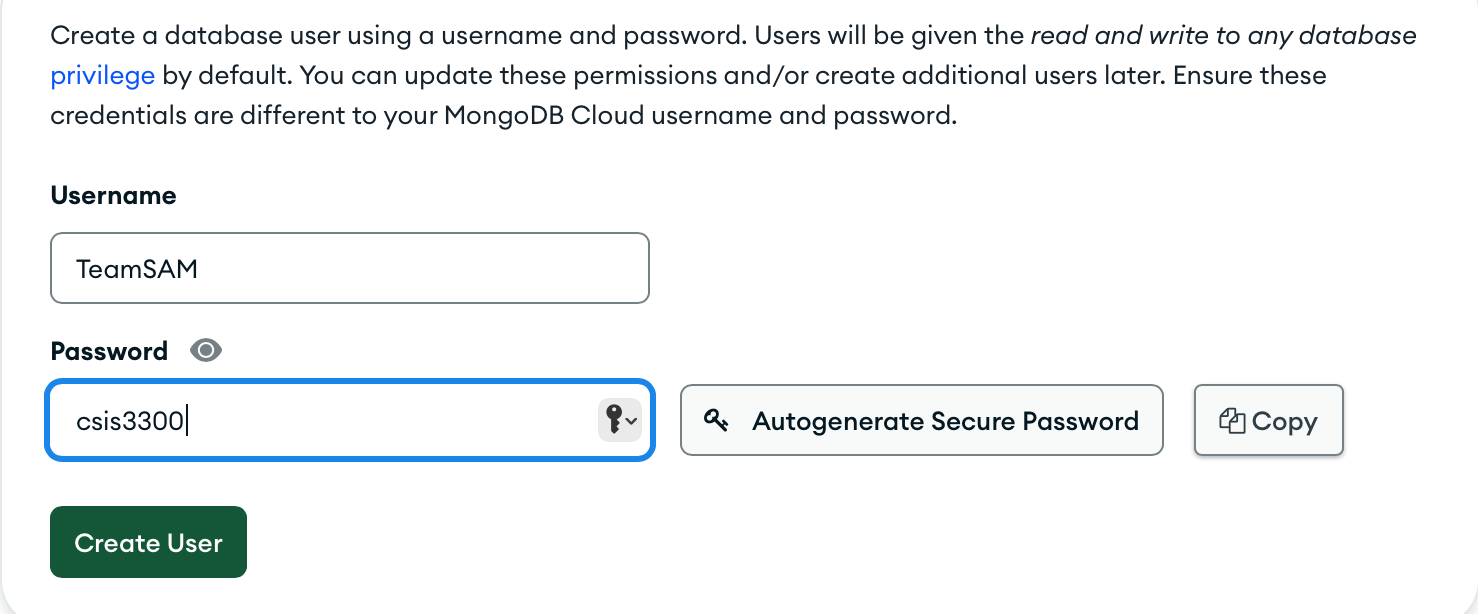 Create a database user using a username and password. Users will be given the read and write to any database
privilege by default. You can update these permissions and/or create additional users later. Ensure these
credentials are different to your MongoDB Cloud username and password.
Username
TeamSAM
Password
csis3300
Autogenerate Secure Password
Copy
Create User